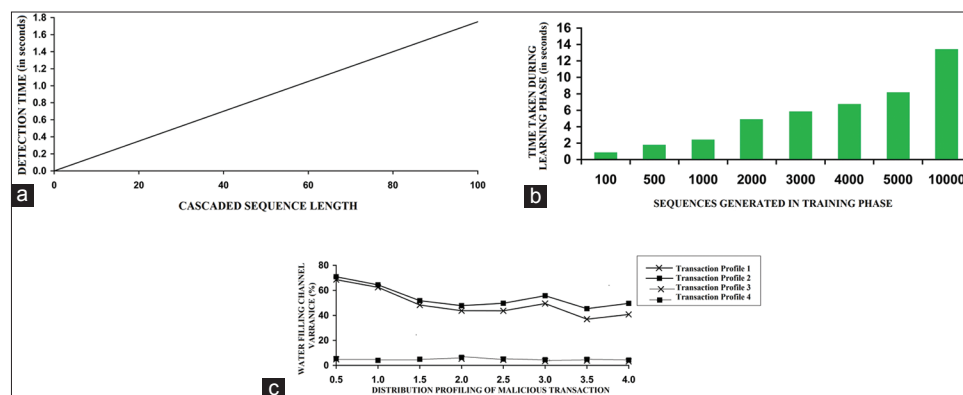 DETECTION TIME (in seconds)
1.8
1.6
1.4
1.2
1.0
0.8
0.6
0.4
0.2
0.0
0 20 40 60 80 100
CASCADED SEQUENCE LENGTH
a
TIME TAKEN DURING
LEARNING PHASE (in seconds)
16
14
12
10
8
6
4
2
0
100 500 1000 2000 3000 4000 5000 10000
SEQUENCES GENERATED IN TRAINING PHASE
b
WATER FILLING CHANNEL
VARRANICE (%)
80
60
40
20
0
0.5 1.0 1.5 2.0 2.5 3.0 3.5 4.0
DISTRIBUTION PROFILING OF MALICIOUS TRANSACTION
Transaction Profile 1
Transaction Profile 2
Transaction Profile 3
Transaction Profile 4
c